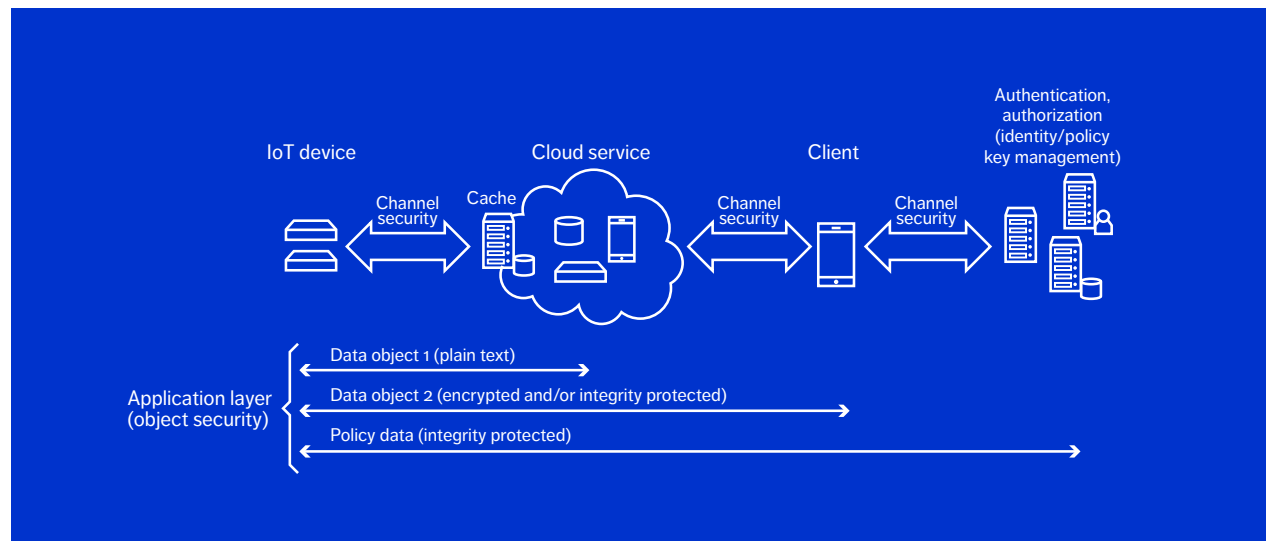 Authentication,
authorization
(identity/policy
key management)
IoT device
Cloud service
Client
Cache
Channel
security
Channel
security
Channel
security
Application layer
(object security)
Data object 1 (plain text)
Data object 2 (encrypted and/or integrity protected)
Policy data (integrity protected)